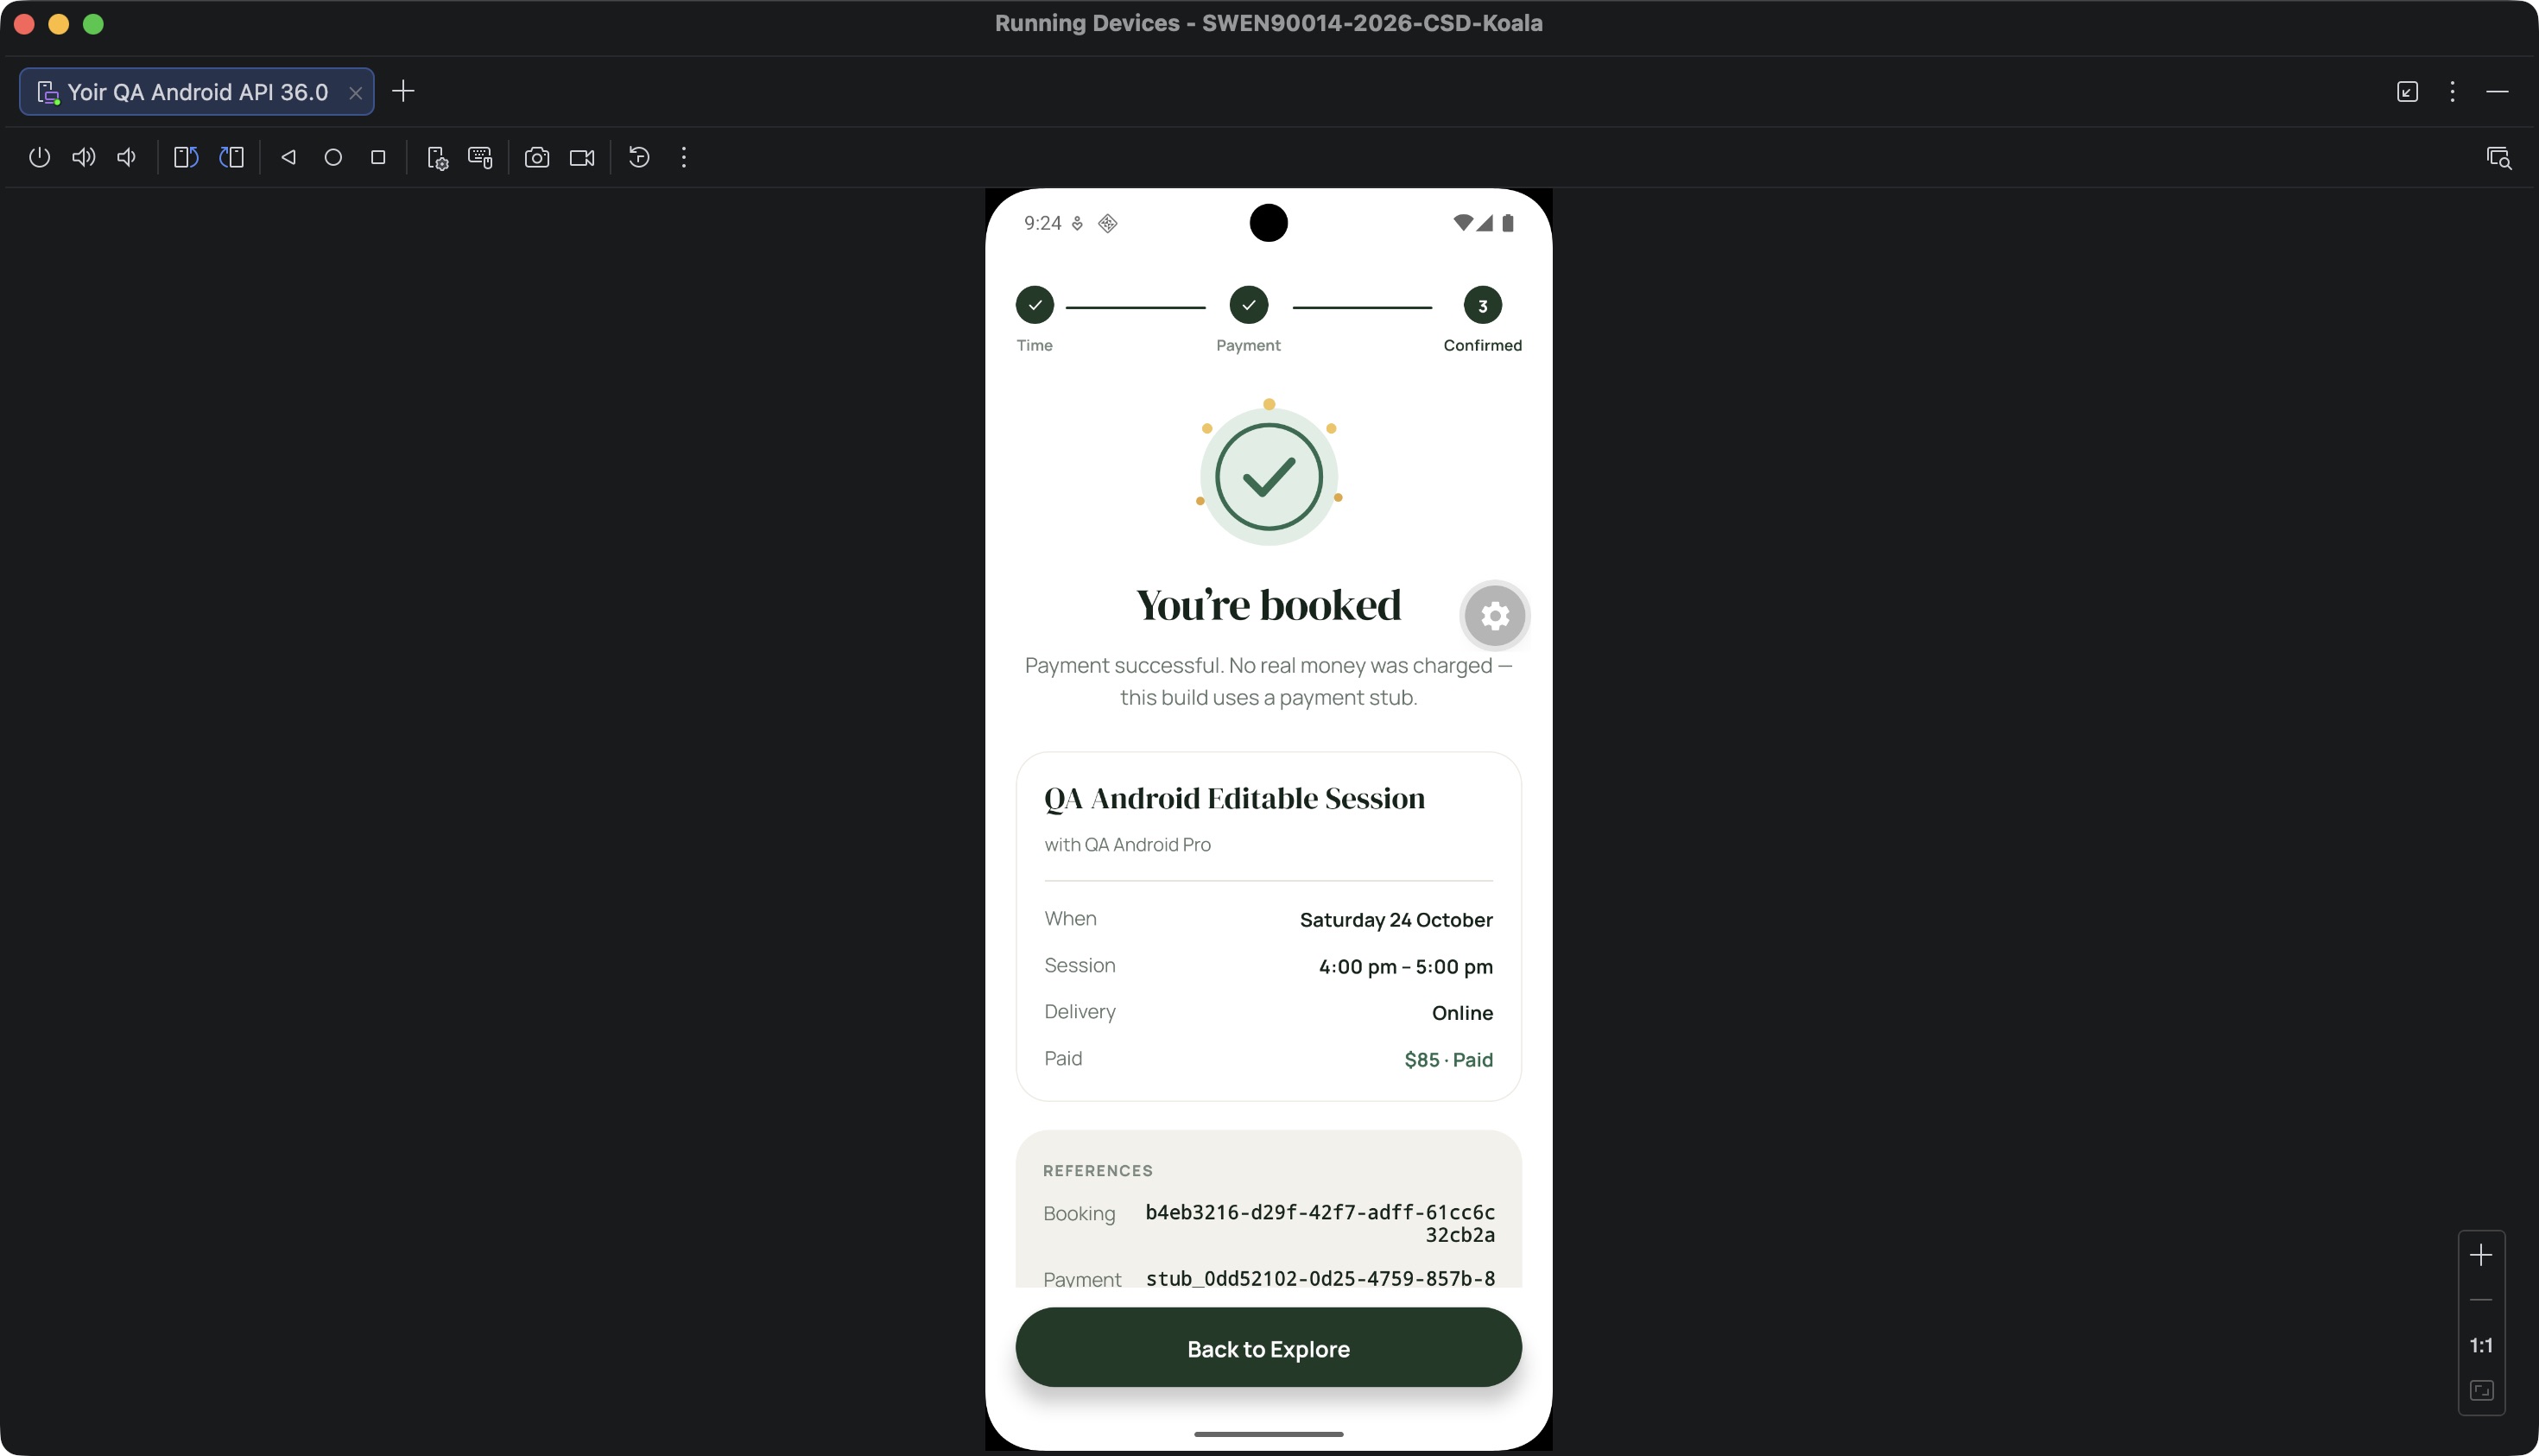 Running Devices - SWEN90014-2026-CSD-Koala
Yoir QA Android API 36.0
9:24
3
Time
Payment
Confirmed
You’re booked
Payment successful. No real money was charged —
this build uses a payment stub.
QA Android Editable Session
with QA Android Pro
When
Saturday 24 October
Session
4:00 pm – 5:00 pm
Delivery
Online
Paid
$85 · Paid
REFERENCES
Booking
b4eb3216-d29f-42f7-adff-61cc6c
32cb2a
Payment
stub_0dd52102-0d25-4759-857b-8
Back to Explore
1:1